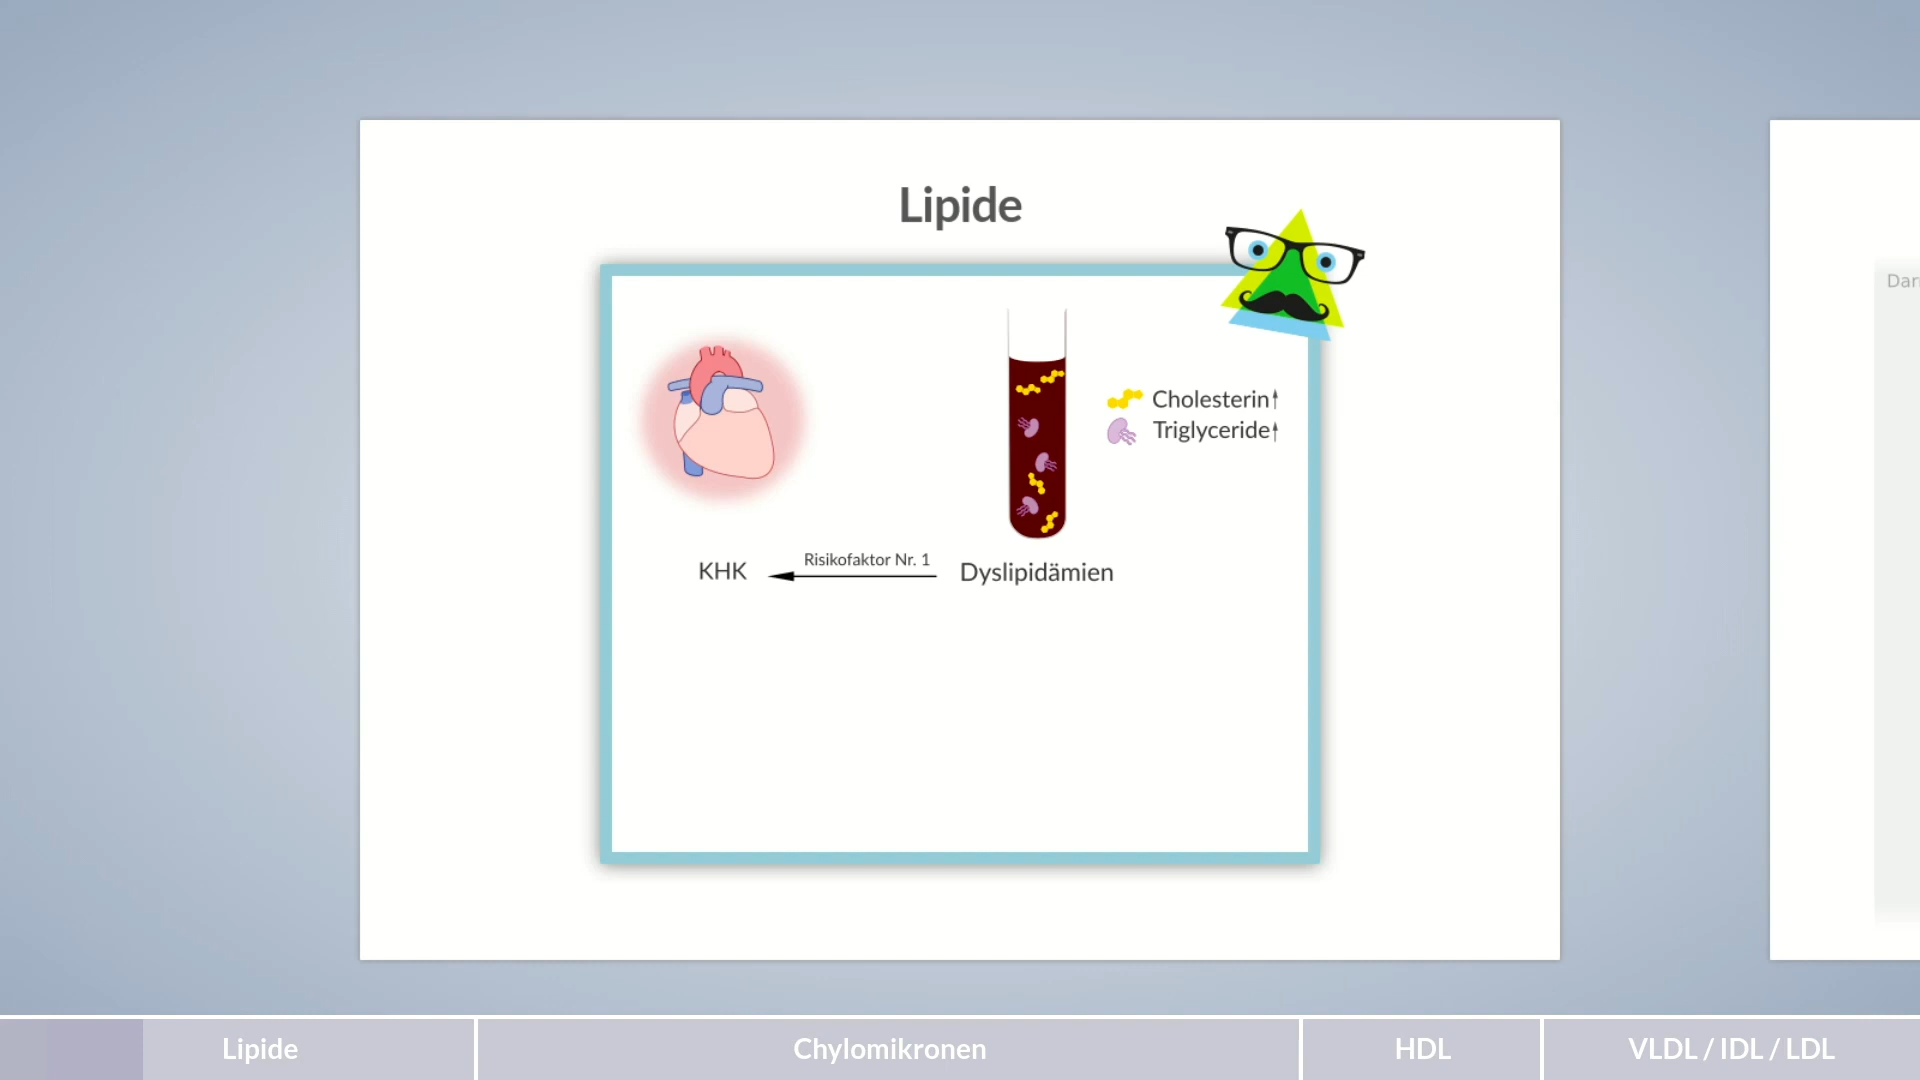 Lipide
Cholesterin↑
Triglyceride↑
Risikofaktor Nr. 1
KHK
Dyslipidämien
Lipide
Chylomikronen
HDL
VLDL / IDL / LDL